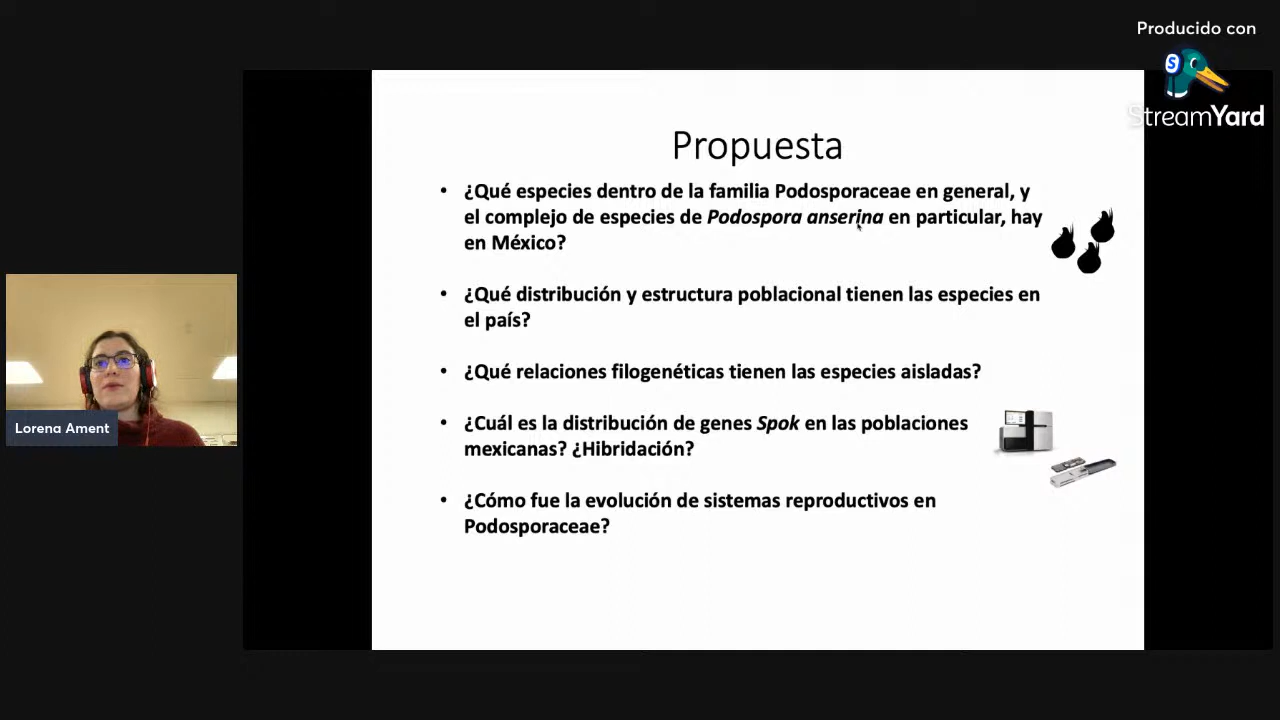 Producido con
StreamYard
Propuesta
• ¿Qué especies dentro de la familia Podosporaceae en general, y
el complejo de especies de Podospora anserina en particular, hay
en México?
• ¿Qué distribución y estructura poblacional tienen las especies en
el país?
• ¿Qué relaciones filogenéticas tienen las especies aisladas?
• ¿Cuál es la distribución de genes Spok en las poblaciones
mexicanas? ¿Hibridación?
• ¿Cómo fue la evolución de sistemas reproductivos en
Podosporaceae?
Lorena Ament